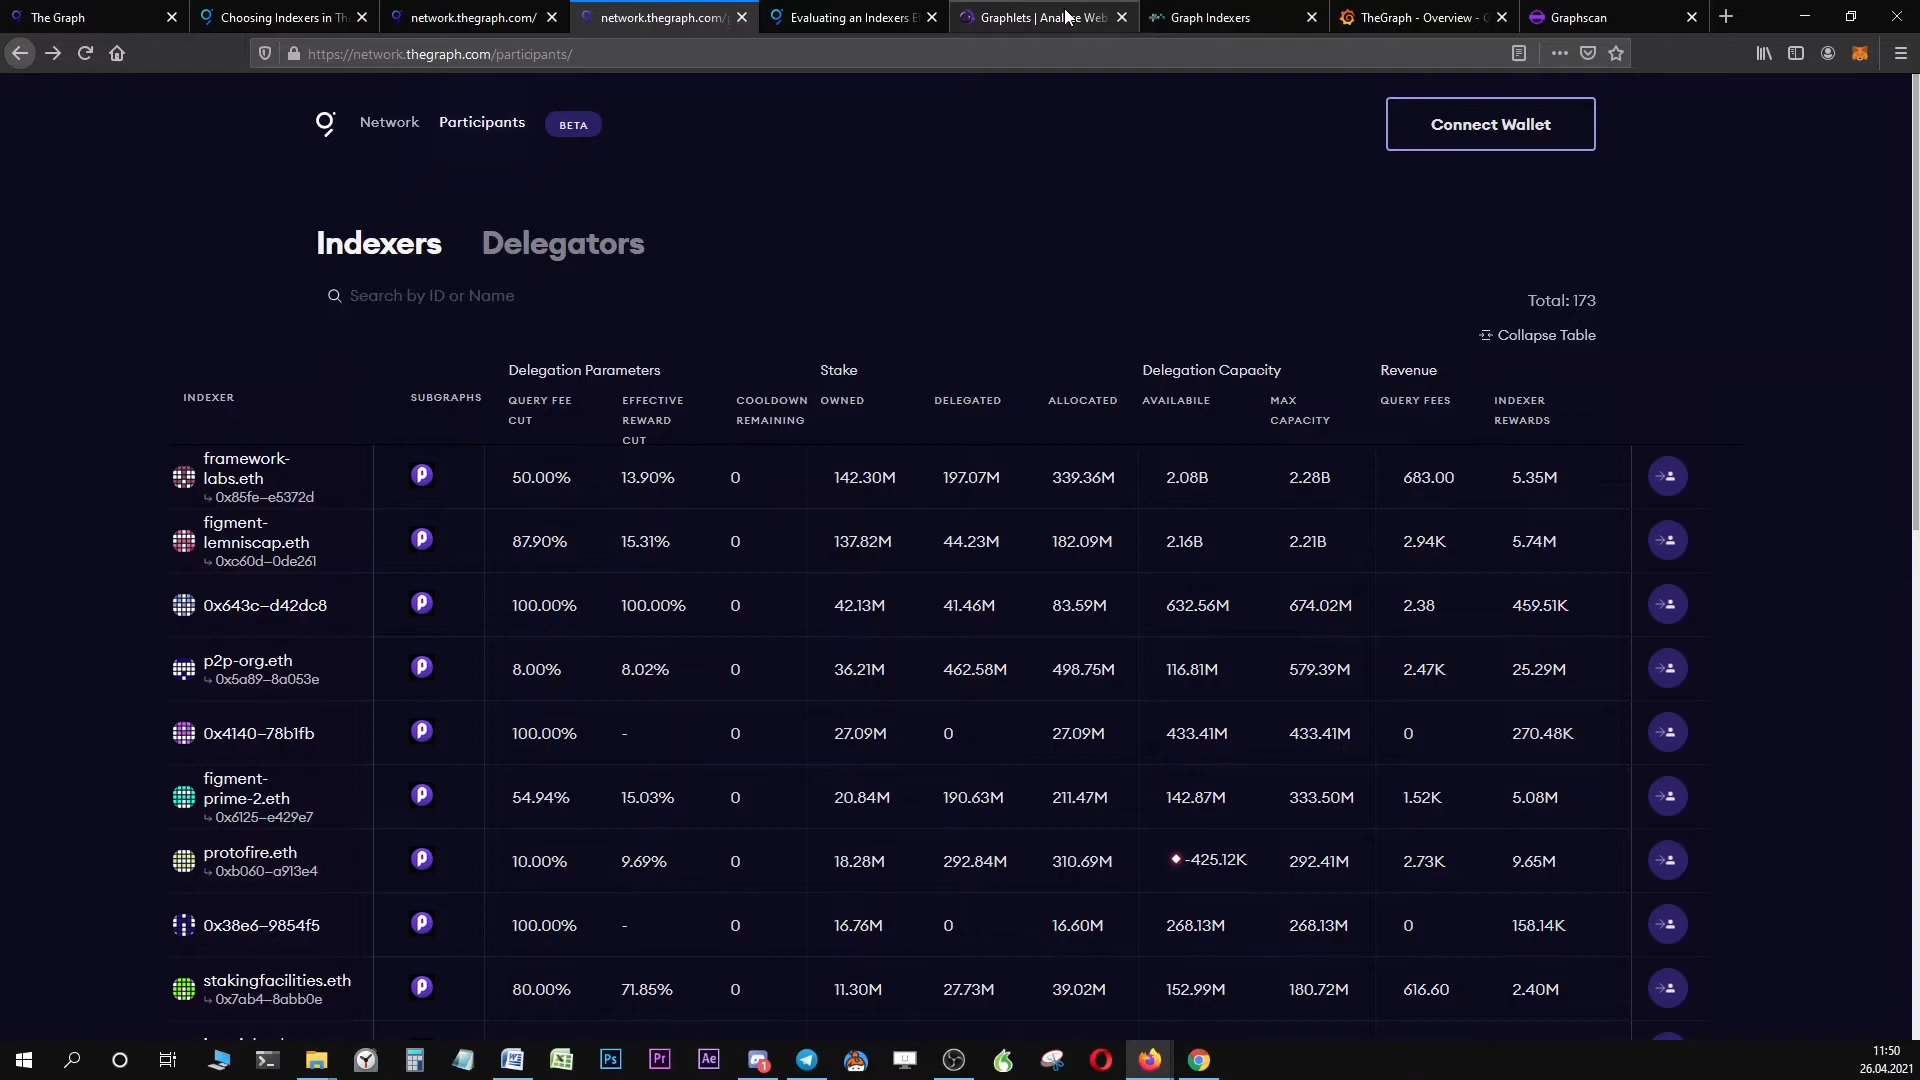 The Graph
Choosing Indexers in Th
network.thegraph.com/
network.thegraph.com/
Evaluating an Indexers E
Graphlets | Analyze Web
Graph Indexers
TheGraph - Overview - G
Graphscan
https://network.thegraph.com/participants/
Network Participants BETA
Connect Wallet
Indexers Delegators
Search by ID or Name
Total: 173
Collapse Table
Delegation Parameters Stake Delegation Capacity Revenue
INDEXER SUBGRAPHS QUERY FEE CUT EFFECTIVE REWARD CUT COOLDOWN REMAINING OWNED DELEGATED ALLOCATED AVAILABILE MAX CAPACITY QUERY FEES INDEXER REWARDS
framework-
labs.eth
0x85fe–e5372d
50.00% 13.90% 0 142.30M 197.07M 339.36M 2.08B 2.28B 683.00 5.35M
figment-
lemniscap.eth
0xc60d–0de261
87.90% 15.31% 0 137.82M 44.23M 182.09M 2.16B 2.21B 2.94K 5.74M
0x643c–d42dc8 100.00% 100.00% 0 42.13M 41.46M 83.59M 632.56M 674.02M 2.38 459.51K
p2p-org.eth
0x5a89–8a053e
8.00% 8.02% 0 36.21M 462.58M 498.75M 116.81M 579.39M 2.47K 25.29M
0x4140–78b1fb 100.00% - 0 27.09M 0 27.09M 433.41M 433.41M 0 270.48K
figment-
prime-2.eth
0x6125–e429e7
54.94% 15.03% 0 20.84M 190.63M 211.47M 142.87M 333.50M 1.52K 5.08M
protofire.eth
0xb060–a913e4
10.00% 9.69% 0 18.28M 292.84M 310.69M -425.12K 292.41M 2.73K 9.65M
0x38e6–9854f5 100.00% - 0 16.76M 0 16.60M 268.13M 268.13M 0 158.14K
stakingfacilities.eth
0x7ab4–8abb0e
80.00% 71.85% 0 11.30M 27.73M 39.02M 152.99M 180.72M 616.60 2.40M
Ps Pr Ae
11:50
26.04.2021